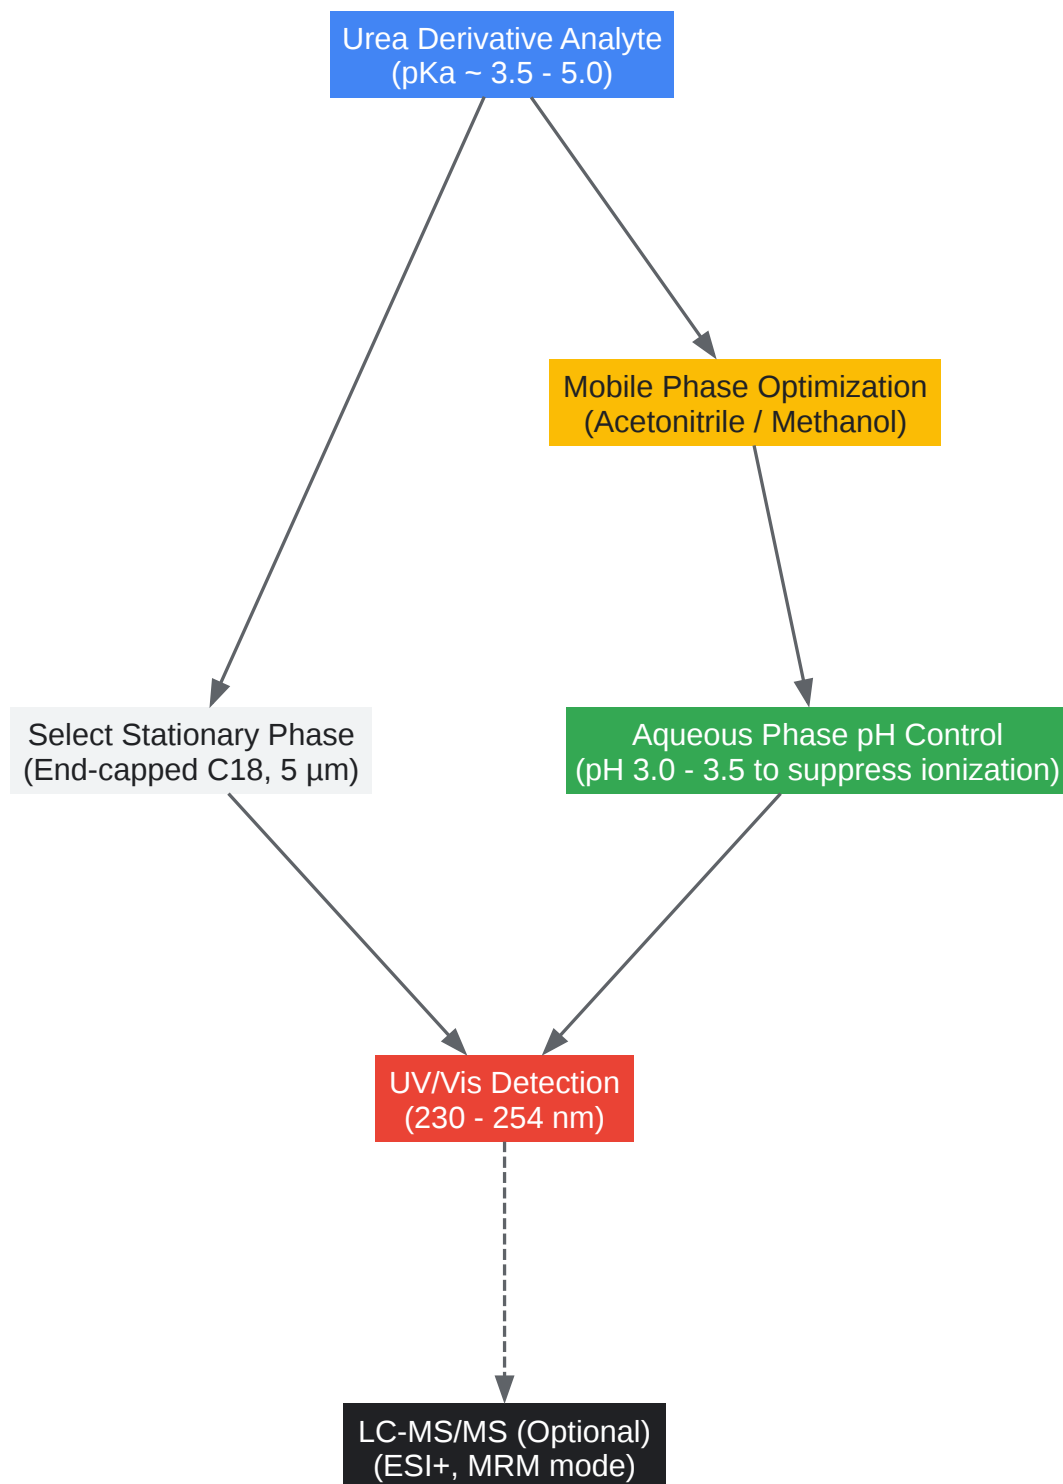 Urea Derivative Analyte
(pKa ~ 3.5 - 5.0)
Mobile Phase Optimization
(Acetonitrile / Methanol)
Select Stationary Phase
(End-capped C18, 5 µm)
Aqueous Phase pH Control
(pH 3.0 - 3.5 to suppress ionization)
UV/Vis Detection
(230 - 254 nm)
LC-MS/MS (Optional)
(ESI+, MRM mode)